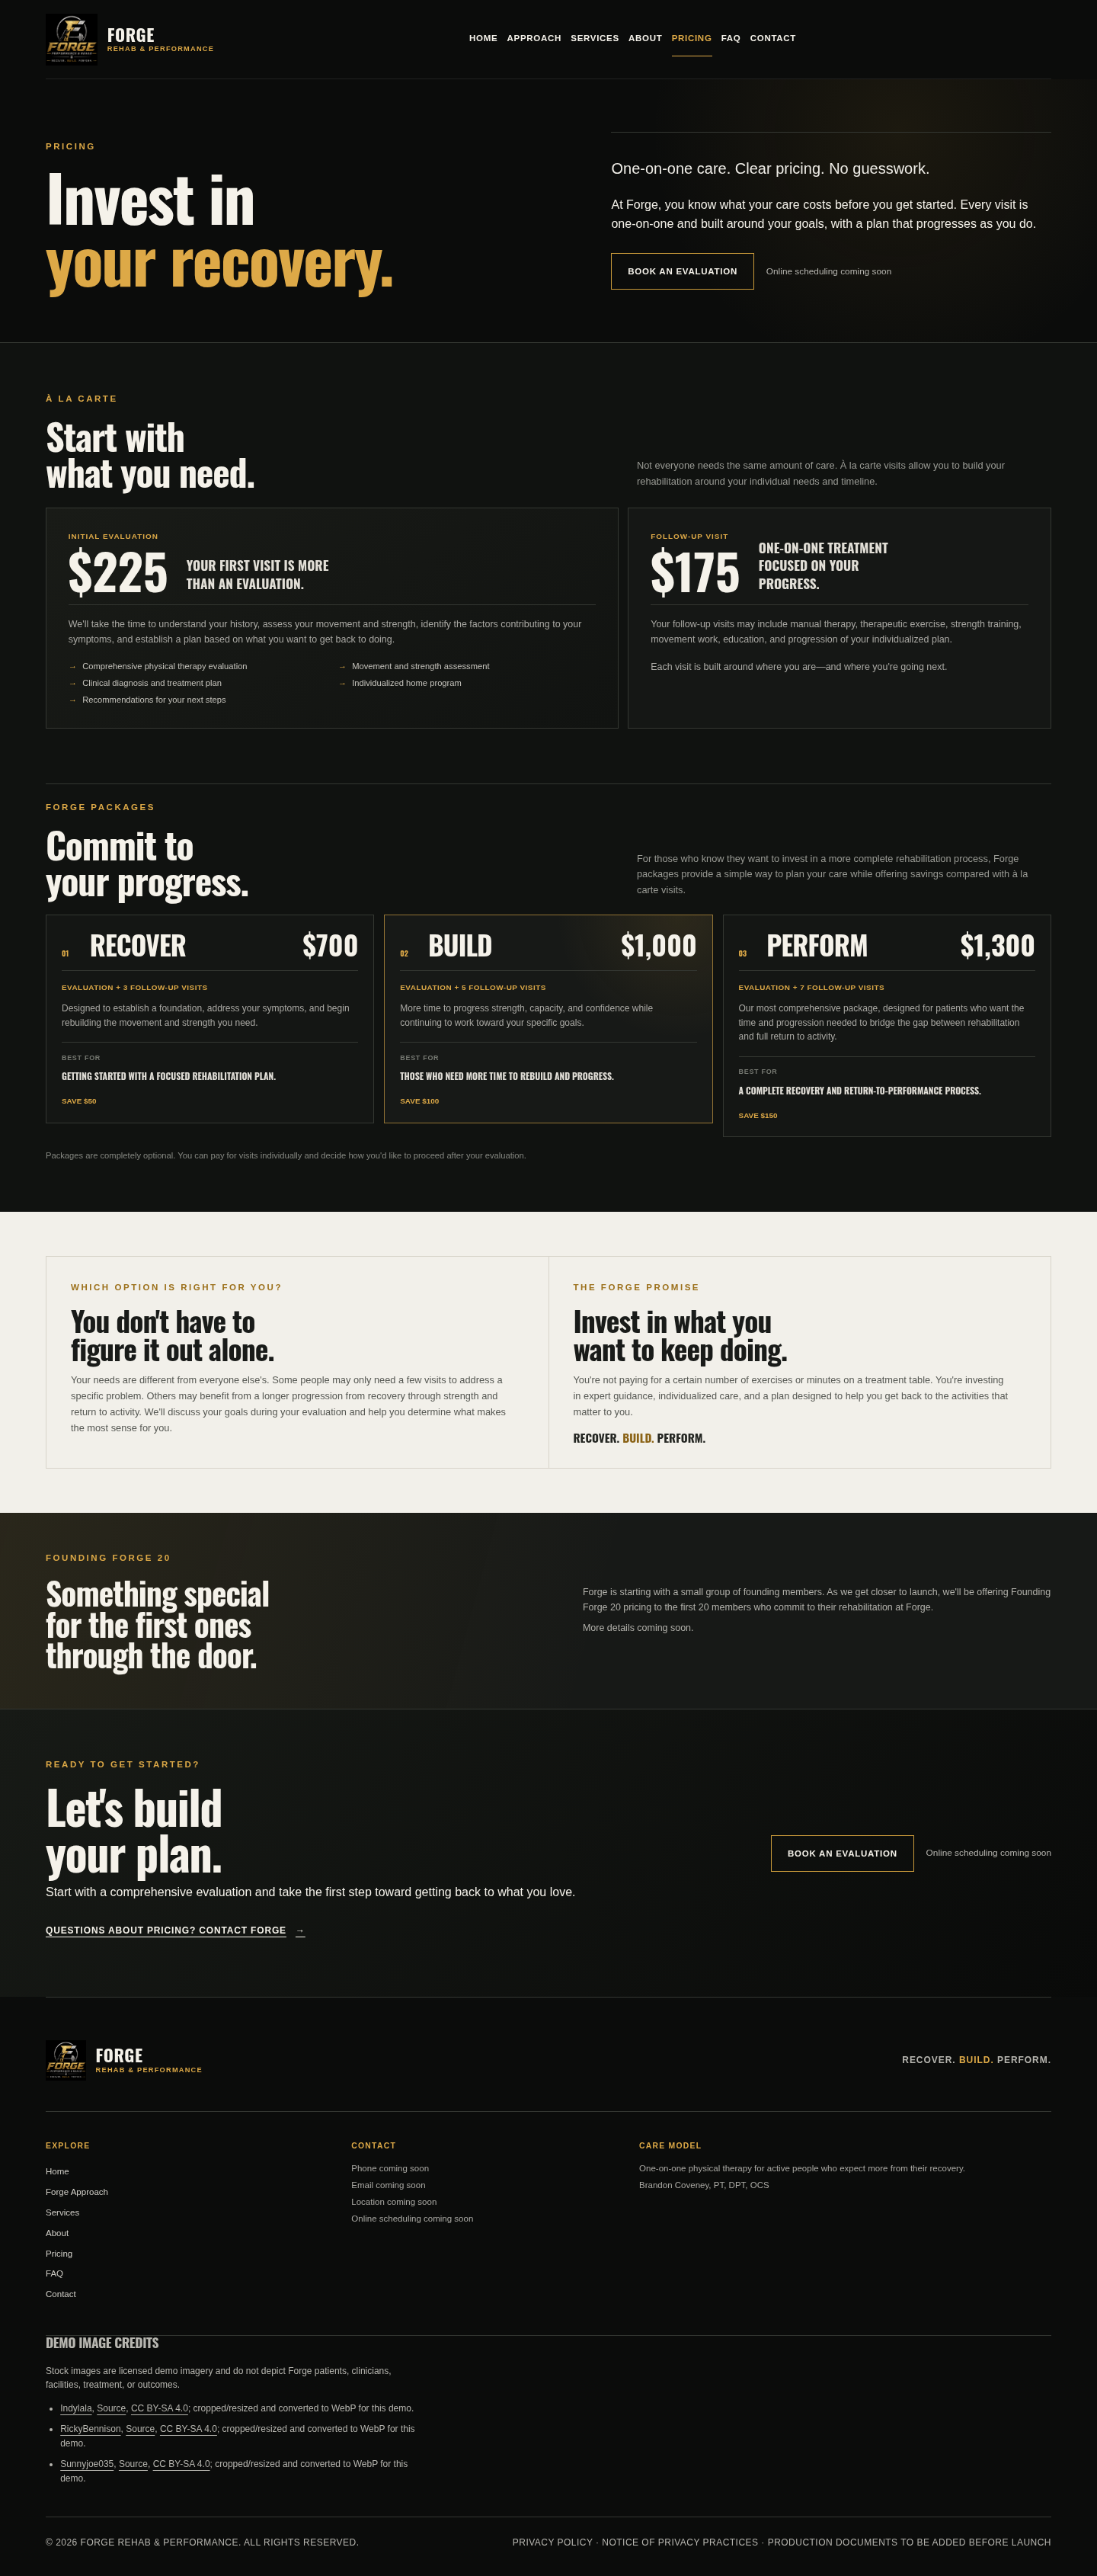 FORGE
FORGE
REHAB & PERFORMANCE
HOME APPROACH SERVICES ABOUT PRICING FAQ CONTACT
PRICING
Invest in
your recovery.
One-on-one care. Clear pricing. No guesswork.
At Forge, you know what your care costs before you get started. Every visit is
one-on-one and built around your goals, with a plan that progresses as you do.
BOOK AN EVALUATION
Online scheduling coming soon
À LA CARTE
Start with
what you need.
Not everyone needs the same amount of care. À la carte visits allow you to build your
rehabilitation around your individual needs and timeline.
INITIAL EVALUATION
$225
YOUR FIRST VISIT IS MORE
THAN AN EVALUATION.
We'll take the time to understand your history, assess your movement and strength, identify the factors contributing to your
symptoms, and establish a plan based on what you want to get back to doing.
→ Comprehensive physical therapy evaluation
→ Movement and strength assessment
→ Clinical diagnosis and treatment plan
→ Individualized home program
→ Recommendations for your next steps
FOLLOW-UP VISIT
$175
ONE-ON-ONE TREATMENT
FOCUSED ON YOUR
PROGRESS.
Your follow-up visits may include manual therapy, therapeutic exercise, strength training,
movement work, education, and progression of your individualized plan.
Each visit is built around where you are—and where you're going next.
FORGE PACKAGES
Commit to
your progress.
For those who know they want to invest in a more complete rehabilitation process, Forge
packages provide a simple way to plan your care while offering savings compared with à la
carte visits.
01 RECOVER $700
EVALUATION + 3 FOLLOW-UP VISITS
Designed to establish a foundation, address your symptoms, and begin
rebuilding the movement and strength you need.
BEST FOR
GETTING STARTED WITH A FOCUSED REHABILITATION PLAN.
SAVE $50
02 BUILD $1,000
EVALUATION + 5 FOLLOW-UP VISITS
More time to progress strength, capacity, and confidence while
continuing to work toward your specific goals.
BEST FOR
THOSE WHO NEED MORE TIME TO REBUILD AND PROGRESS.
SAVE $100
03 PERFORM $1,300
EVALUATION + 7 FOLLOW-UP VISITS
Our most comprehensive package, designed for patients who want the
time and progression needed to bridge the gap between rehabilitation
and full return to activity.
BEST FOR
A COMPLETE RECOVERY AND RETURN-TO-PERFORMANCE PROCESS.
SAVE $150
Packages are completely optional. You can pay for visits individually and decide how you'd like to proceed after your evaluation.
WHICH OPTION IS RIGHT FOR YOU?
You don't have to
figure it out alone.
Your needs are different from everyone else's. Some people may only need a few visits to address a
specific problem. Others may benefit from a longer progression from recovery through strength and
return to activity. We'll discuss your goals during your evaluation and help you determine what makes
the most sense for you.
THE FORGE PROMISE
Invest in what you
want to keep doing.
You're not paying for a certain number of exercises or minutes on a treatment table. You're investing
in expert guidance, individualized care, and a plan designed to help you get back to the activities that
matter to you.
RECOVER. BUILD. PERFORM.
FOUNDING FORGE 20
Something special
for the first ones
through the door.
Forge is starting with a small group of founding members. As we get closer to launch, we'll be offering Founding
Forge 20 pricing to the first 20 members who commit to their rehabilitation at Forge.
More details coming soon.
READY TO GET STARTED?
Let's build
your plan.
Start with a comprehensive evaluation and take the first step toward getting back to what you love.
QUESTIONS ABOUT PRICING? CONTACT FORGE →
BOOK AN EVALUATION
Online scheduling coming soon
FORGE
FORGE
REHAB & PERFORMANCE
RECOVER. BUILD. PERFORM.
EXPLORE
Home
Forge Approach
Services
About
Pricing
FAQ
Contact
CONTACT
Phone coming soon
Email coming soon
Location coming soon
Online scheduling coming soon
CARE MODEL
One-on-one physical therapy for active people who expect more from their recovery.
Brandon Coveney, PT, DPT, OCS
DEMO IMAGE CREDITS
Stock images are licensed demo imagery and do not depict Forge patients, clinicians,
facilities, treatment, or outcomes.
• Indylala, Source, CC BY-SA 4.0; cropped/resized and converted to WebP for this demo.
• RickyBennison, Source, CC BY-SA 4.0; cropped/resized and converted to WebP for this
demo.
• Sunnyjoe035, Source, CC BY-SA 4.0; cropped/resized and converted to WebP for this
demo.
© 2026 FORGE REHAB & PERFORMANCE. ALL RIGHTS RESERVED.
PRIVACY POLICY · NOTICE OF PRIVACY PRACTICES · PRODUCTION DOCUMENTS TO BE ADDED BEFORE LAUNCH